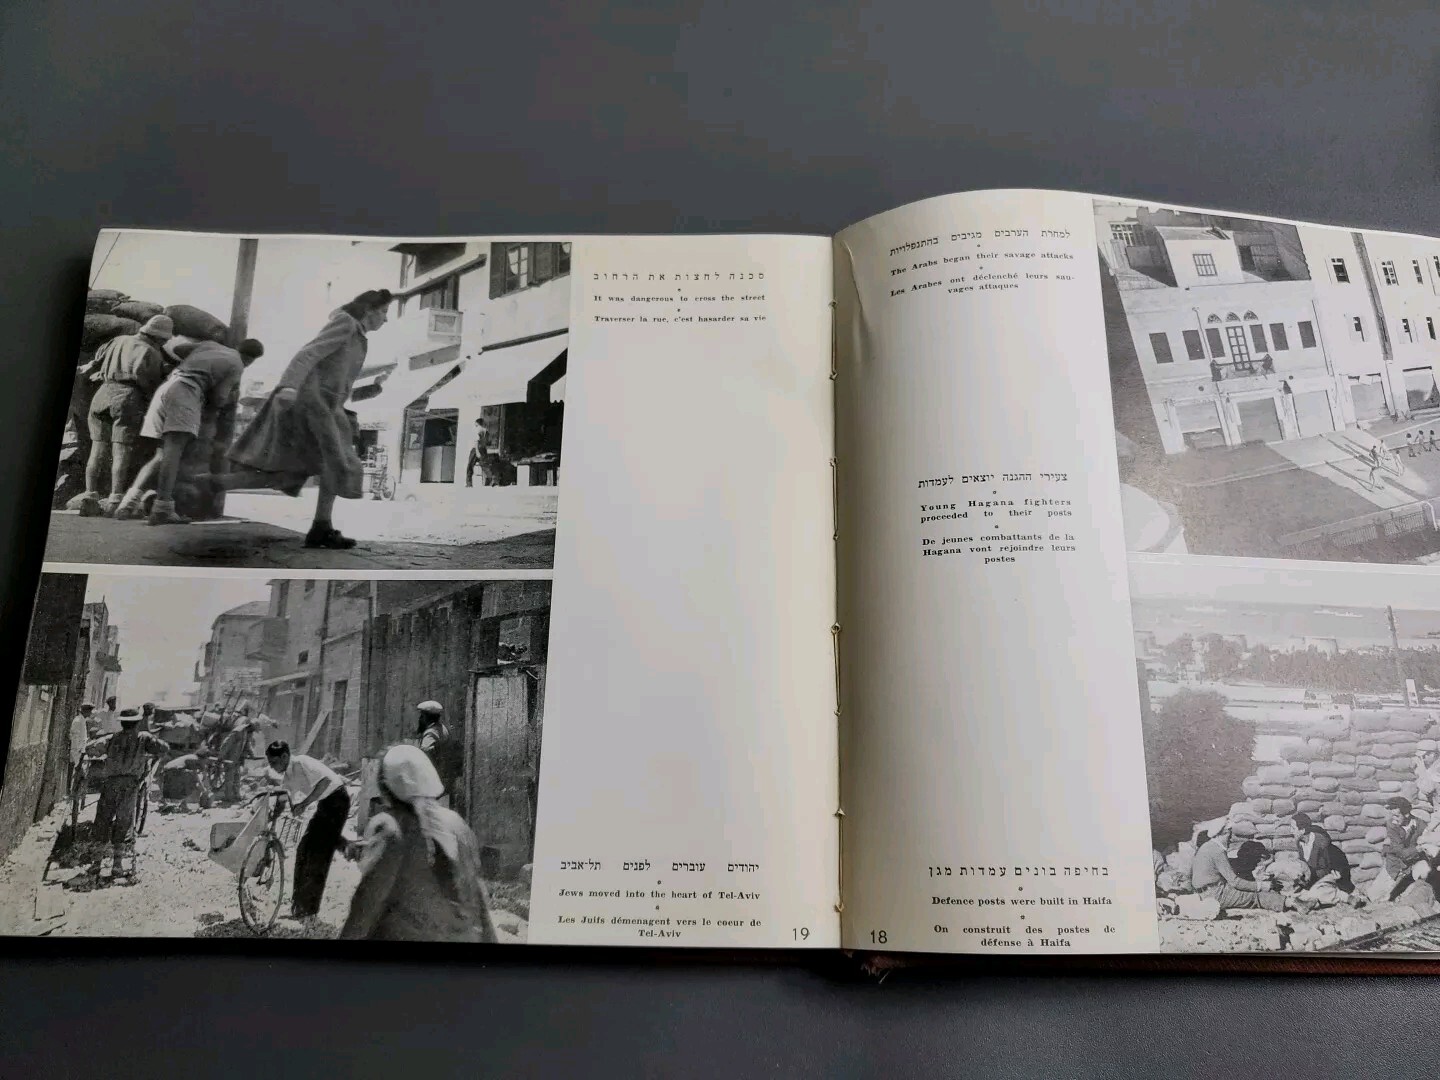 סכנה לחצות את הרחוב
It was dangerous to cross the street
Traverser la rue, c'est hasarder sa vie
יהודים עוברים לפנים תל-אביב
Jews moved into the heart of Tel-Aviv
Les Juifs démenagent vers le coeur de
Tel-Aviv
19
למחרת הערבים מגיבים בהתנפלויות
The Arabs began their savage attacks
Les Arabes ont déclenché leurs sau-
vages attaques
צעירי ההגנה יוצאים לעמדות
Young Hagana fighters
proceeded to their posts
De jeunes combattants de la
Hagana vont rejoindre leurs
postes
בחיפה בונים עמדות מגן
Defence posts were built in Haifa
On construit des postes de
défense à Haifa
18